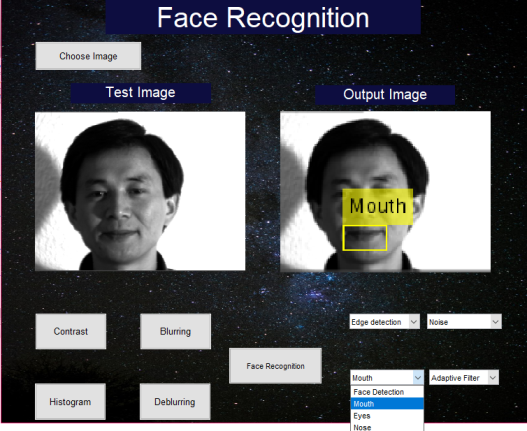 Face Recognition
Choose Image
Test Image
Output Image
Mouth
Contrast
Blurring
Edge detection
Noise
Face Recognition
Mouth
Adaptive Filter
Face Detection
Mouth
Eyes
Nose
Histogram
Deblurring